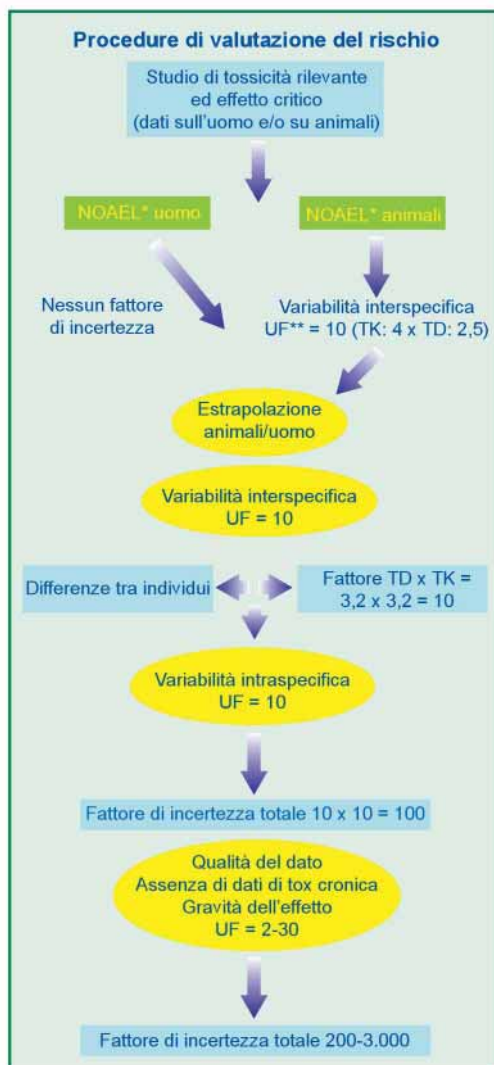 Procedure di valutazione del rischio
Studio di tossicità rilevante
ed effetto critico
(dati sull'uomo e/o su animali)
NOAEL* uomo
NOAEL* animali
Nessun fattore
di incertezza
Variabilità interspecifica
UF** = 10 (TK: 4 x TD: 2,5)
Estrapolazione
animali/uomo
Variabilità interspecifica
UF = 10
Differenze tra individui
Fattore TD x TK =
3,2 x 3,2 = 10
Variabilità intraspecifica
UF = 10
Fattore di incertezza totale 10 x 10 = 100
Qualità del dato
Assenza di dati di tox cronica
Gravità dell'effetto
UF = 2-30
Fattore di incertezza totale 200-3.000